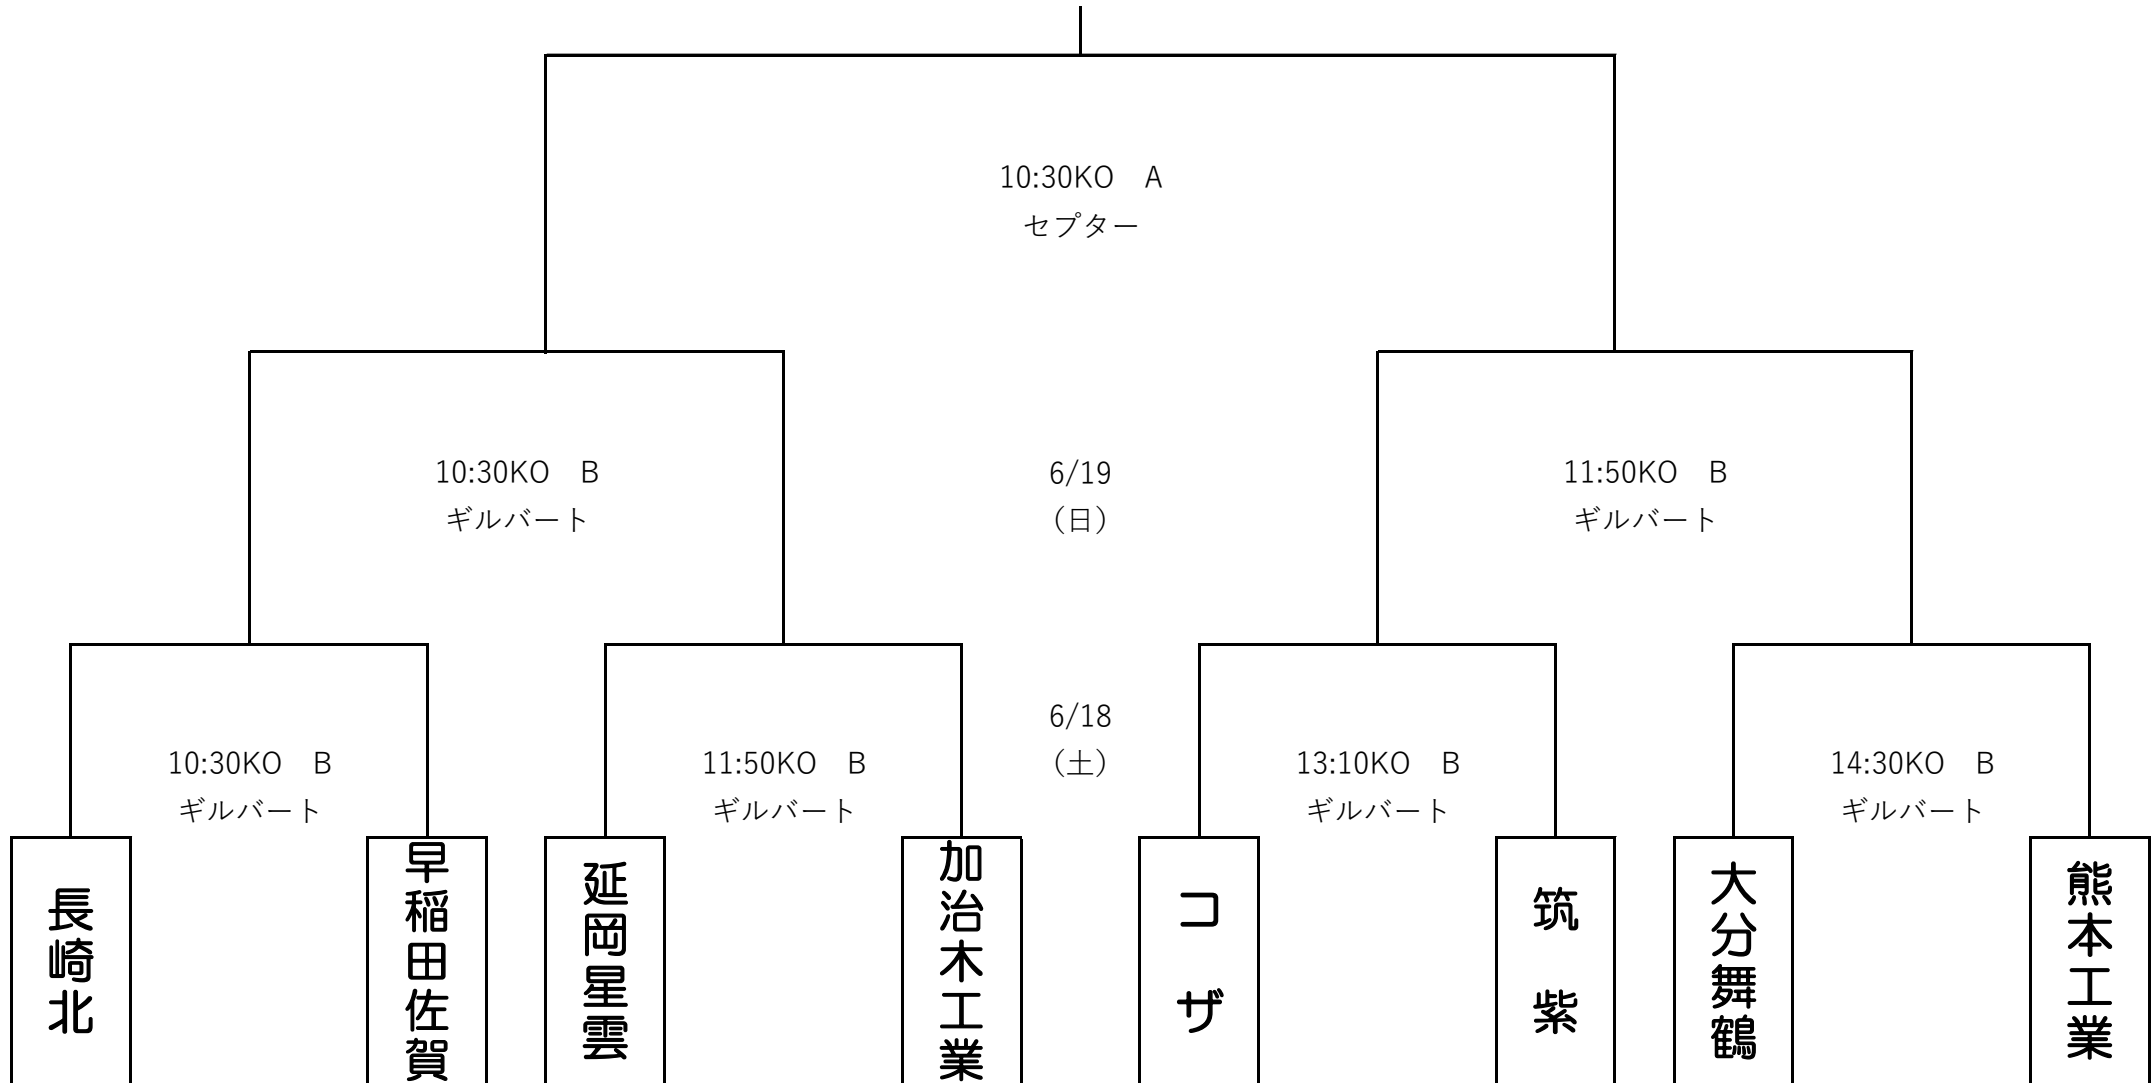 10:30KO　A
セプター
10:30KO　B
ギルバート
6/19
（日）
11:50KO　B
ギルバート
6/18
（土）
10:30KO　B
ギルバート
11:50KO　B
ギルバート
13:10KO　B
ギルバート
14:30KO　B
ギルバート
長崎北
早稲田佐賀
延岡星雲
加治木工業
コザ
筑紫
大分舞鶴
熊本工業